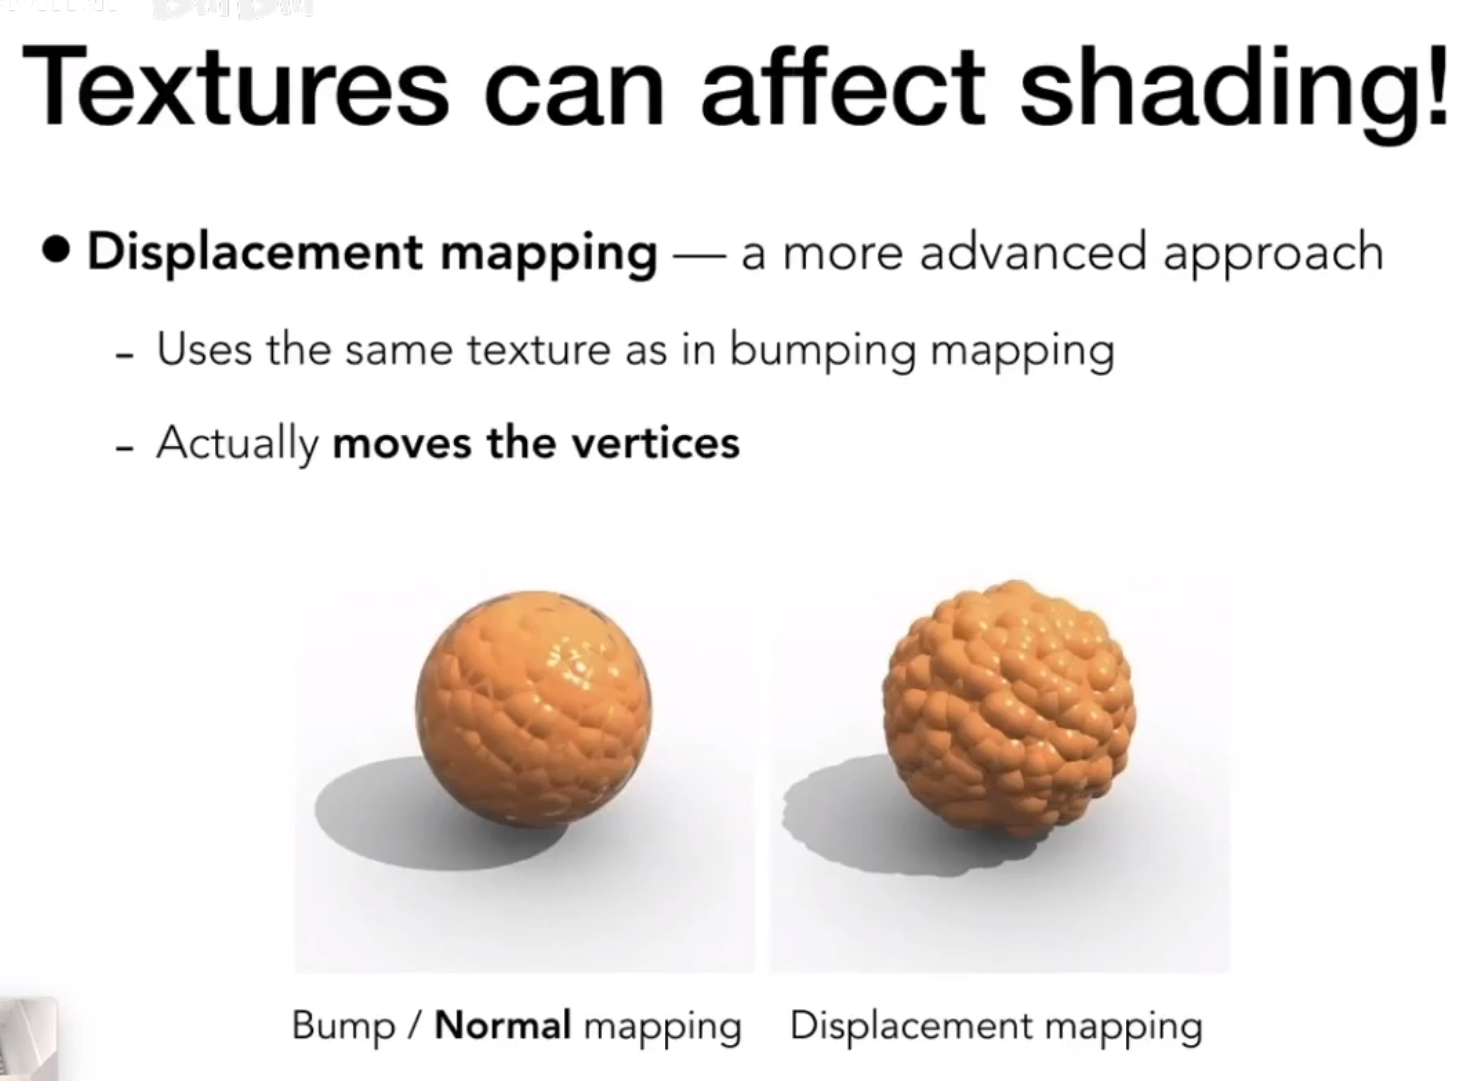 Textures can affect shading!
● Displacement mapping — a more advanced approach
- Uses the same texture as in bumping mapping
- Actually moves the vertices
Bump / Normal mapping
Displacement mapping